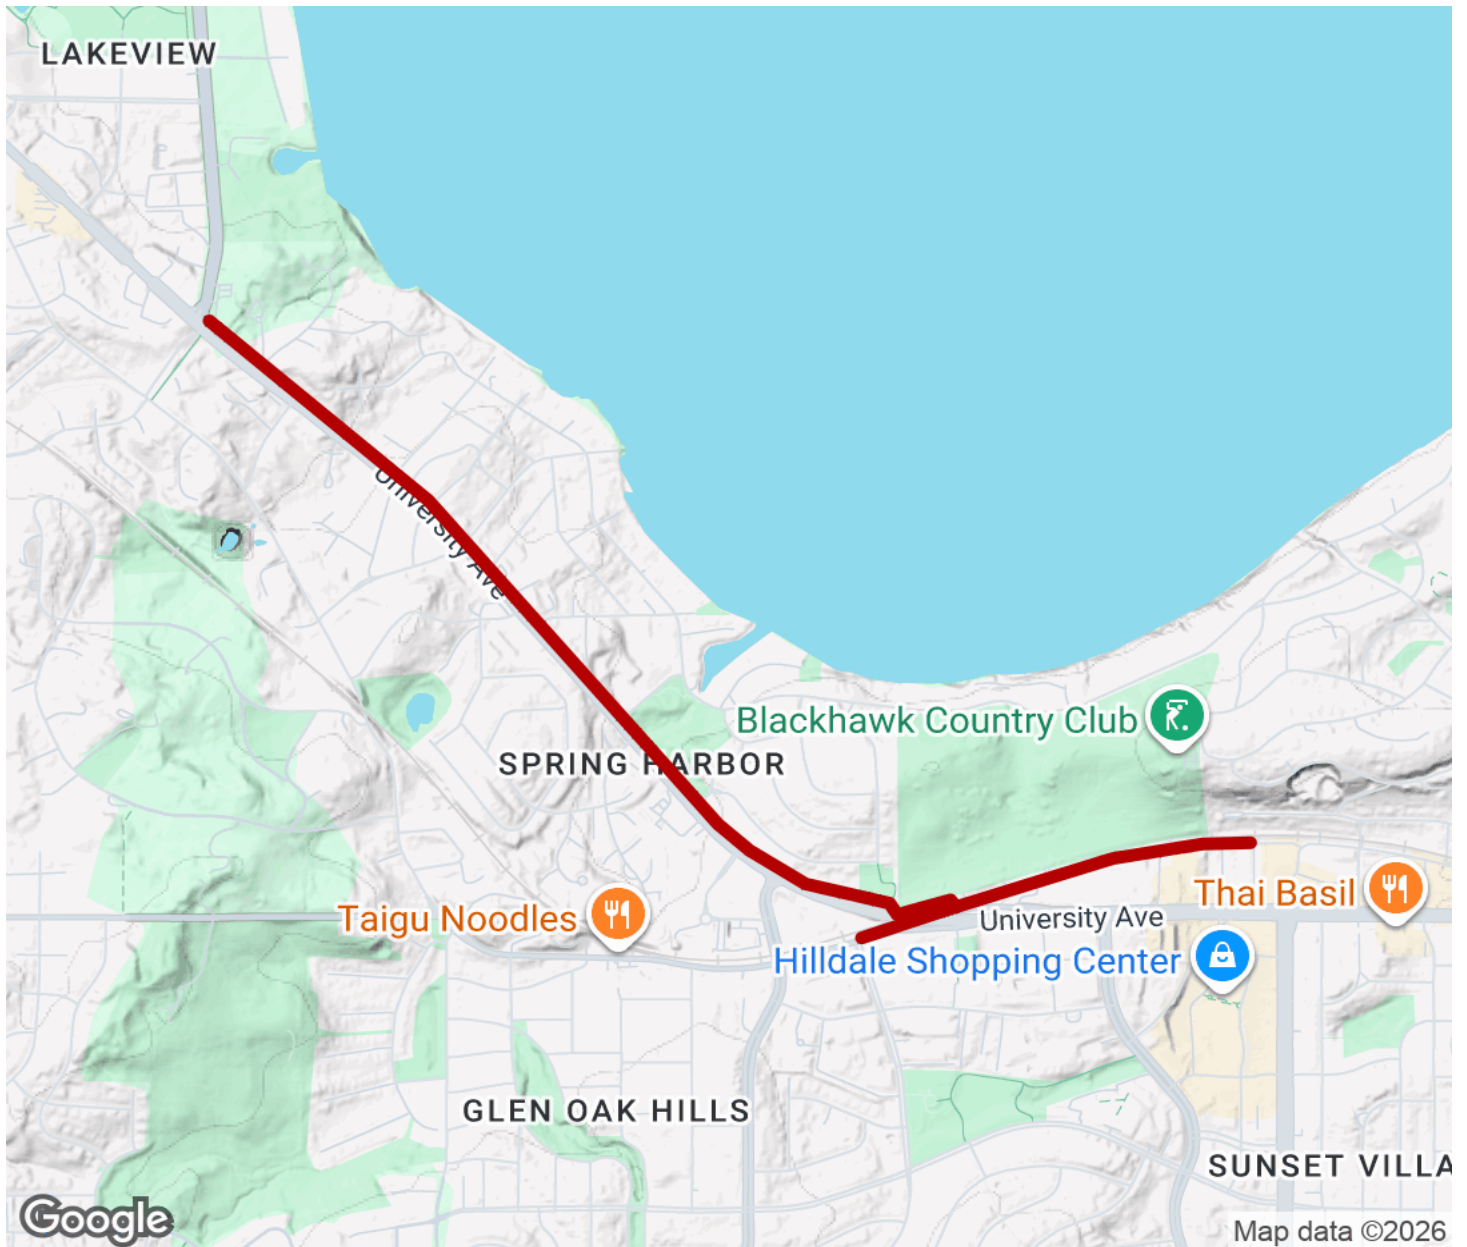 LAKEVIEW
University Ave
Blackhawk Country Club
SPRING HARBOR
Thai Basil
Taigu Noodles
University Ave
Hilldale Shopping Center
GLEN OAK HILLS
SUNSET VILLA
Google
Map data ©2026